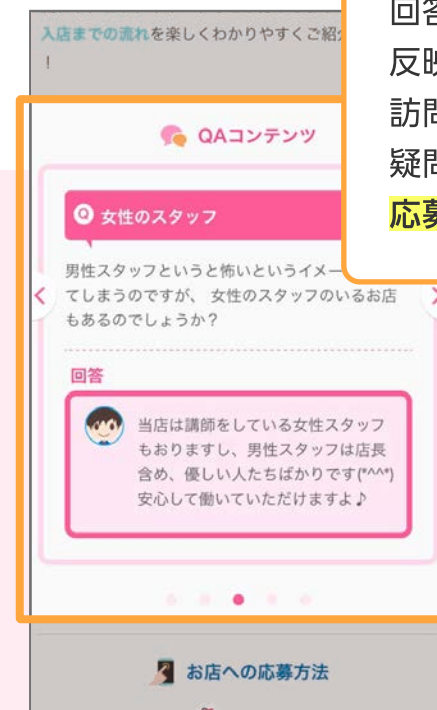 入店までの流れを楽しくわかりやすくご紹
！
回答
反映
訪問
疑問
応募
QAコンテンツ
Q 女性のスタッフ
男性スタッフというと怖いというイメー
てしまうのですが、 女性のスタッフのいるお店
もあるのでしょうか？
回答
当店は講師をしている女性スタッフ
もおりますし、男性スタッフは店長
含め、優しい人たちばかりです(*^^*)
安心して働いていただけますよ♪
お店への応募方法